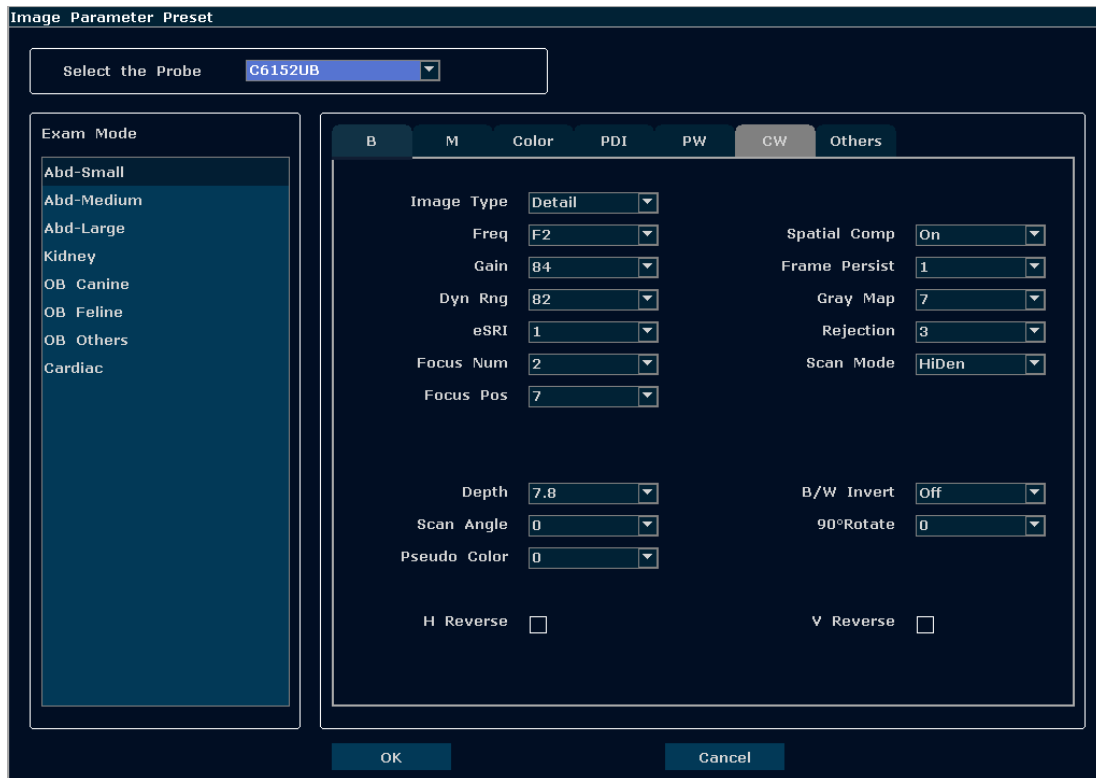 Image Parameter Preset
Select the Probe C6152UB
Exam Mode
Abd-Small
Abd-Medium
Abd-Large
Kidney
OB Canine
OB Feline
OB Others
Cardiac
B M Color PDI PW CW Others
Image Type Detail
Freq F2 Spatial Comp On
Gain 84 Frame Persist 1
Dyn Rng 82 Gray Map 7
eSRI 1 Rejection 3
Focus Num 2 Scan Mode HiDen
Focus Pos 7
Depth 7.8 B/W Invert Off
Scan Angle 0 90°Rotate 0
Pseudo Color 0
H Reverse V Reverse
OK Cancel